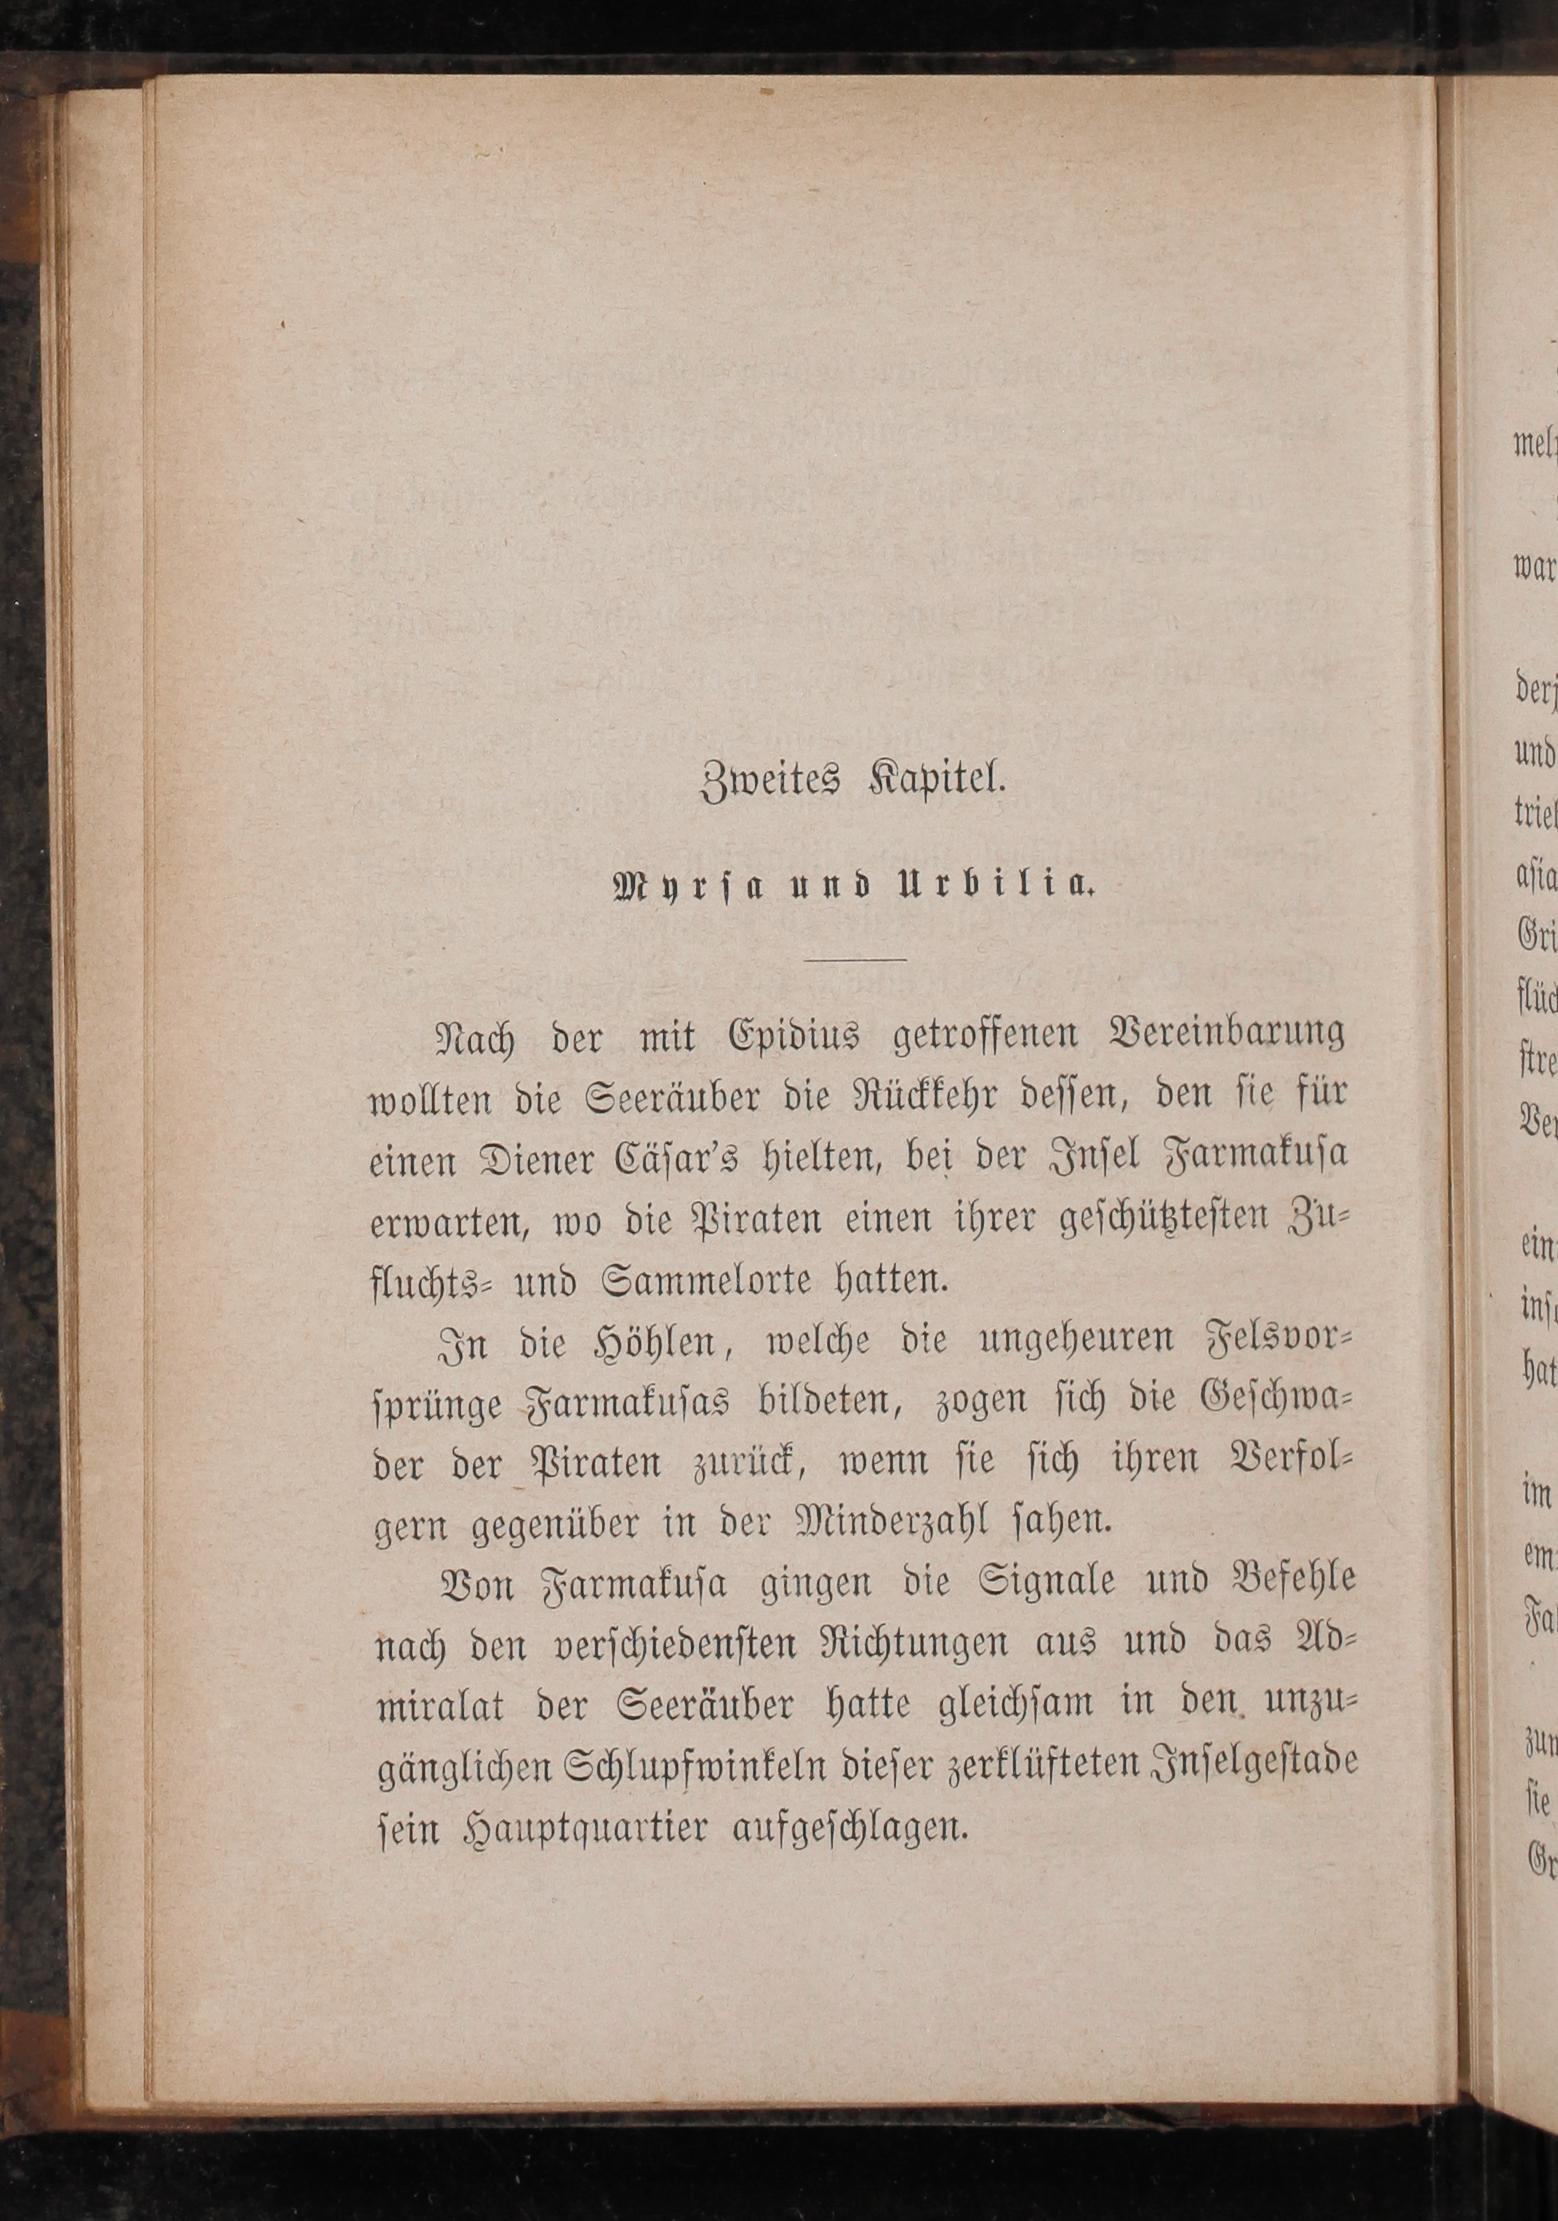 Zweites Kapitel.
Myrsa und Urbilia.
Nach der mit Epidius getroffenen Vereinbarung
wollten die Seeräuber die Rückkehr dessen, den sie für
einen Diener Cäsar's hielten, bei der Insel Farmakusa
erwarten, wo die Piraten einen ihrer geschütztesten Zu-
fluchts- und Sammelorte hatten.
In die Höhlen, welche die ungeheuren Felsvor-
sprünge Farmakusas bildeten, zogen sich die Geschwa-
der der Piraten zurück, wenn sie sich ihren Verfol-
gern gegenüber in der Minderzahl sahen.
Von Farmakusa gingen die Signale und Befehle
nach den verschiedensten Richtungen aus und das Ad-
miralat der Seeräuber hatte gleichsam in den unzu-
gänglichen Schlupfwinkeln dieser zerklüfteten Inselgestade
sein Hauptquartier aufgeschlagen.